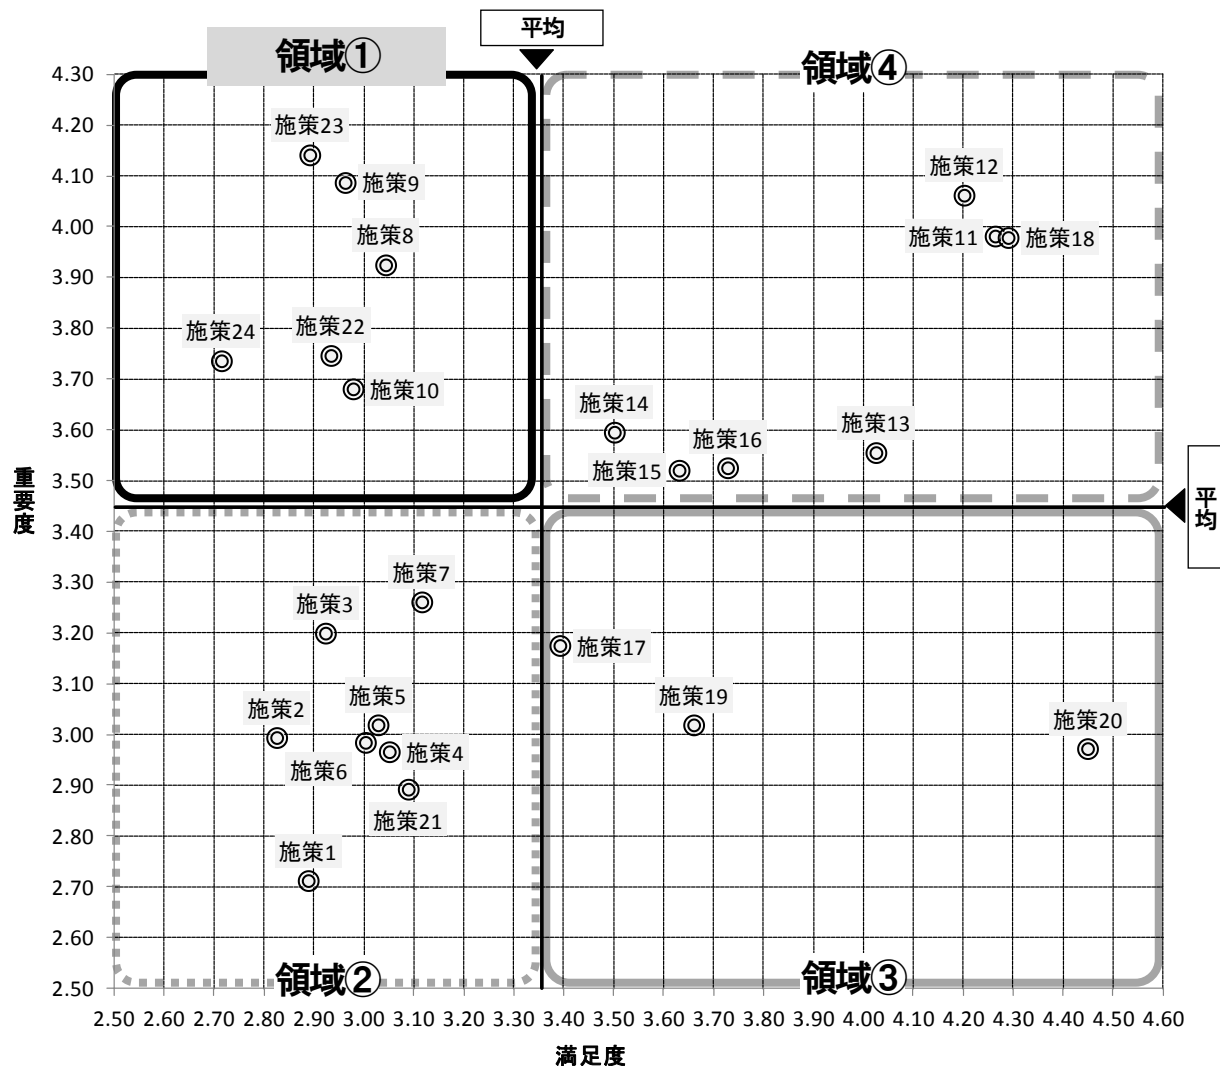 平均
領域①
領域④
4.30
4.20
4.10
4.00
3.90
3.80
3.70
3.60
3.50
3.40
3.30
3.20
3.10
3.00
2.90
2.80
2.70
2.60
2.50
重要度
施策23
施策9
施策8
施策24
施策22
施策10
施策12
施策11
施策18
施策14
施策16
施策13
施策15
平均
施策7
施策3
施策17
施策5
施策19
施策2
施策20
施策6
施策4
施策21
施策1
領域②
領域③
2.50 2.60 2.70 2.80 2.90 3.00 3.10 3.20 3.30 3.40 3.50 3.60 3.70 3.80 3.90 4.00 4.10 4.20 4.30 4.40 4.50 4.60
満足度